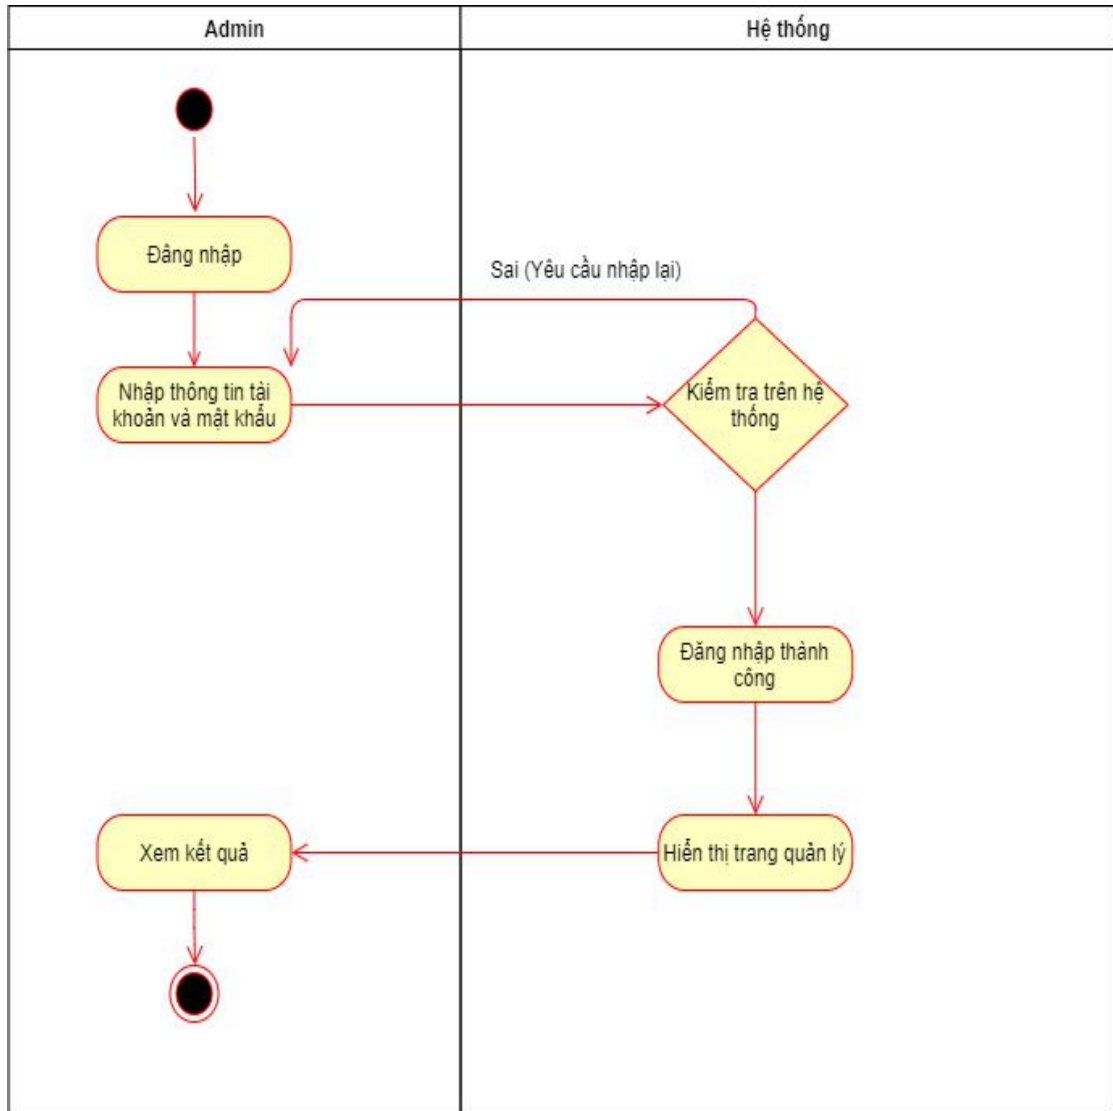 Admin
Hệ thống
Đâng nhập
Sai (Yêu cầu nhập lại)
Nhập thông tin tài
khoản và mật khẩu
Kiểm tra trên hệ
thống
Đăng nhập thành
công
Xem kết quả
Hiển thị trang quản lý